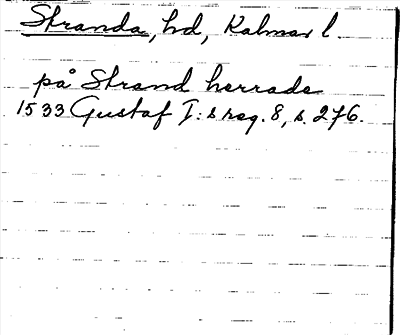 Stranda, hd, Kalmar l.
på Strand herrade
1533 Gustaf I:s reg. 8, s. 276.